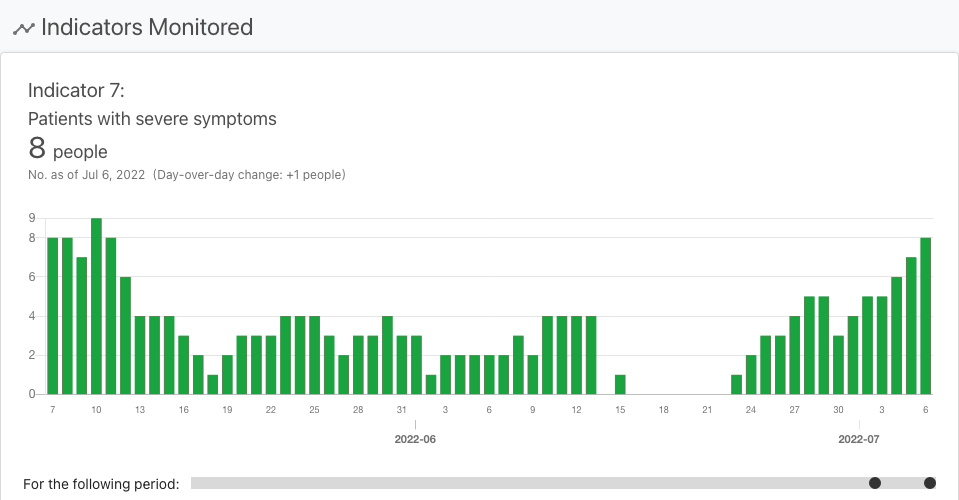 Indicators Monitored
Indicator 7:
Patients with severe symptoms
8 people
No. as of Jul 6, 2022 (Day-over-day change: +1 people)
9
8
6
4
2
0
7 10 13 16 19 22 25 28 31 3 6 9 12 15 18 21 24 27 30 3 6
2022-06 2022-07
For the following period: